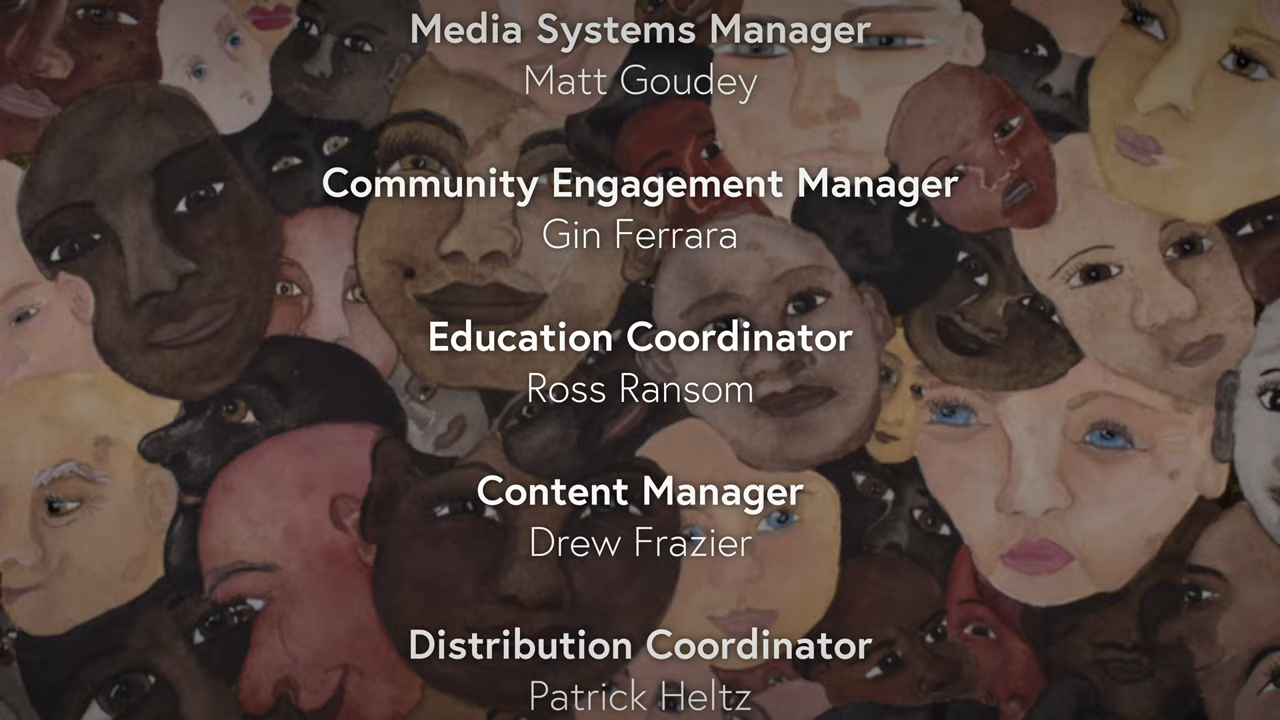 Media Systems Manager
Matt Goudey
Community Engagement Manager
Gin Ferrara
Education Coordinator
Ross Ransom
Content Manager
Drew Frazier
Distribution Coordinator
Patrick Heltz